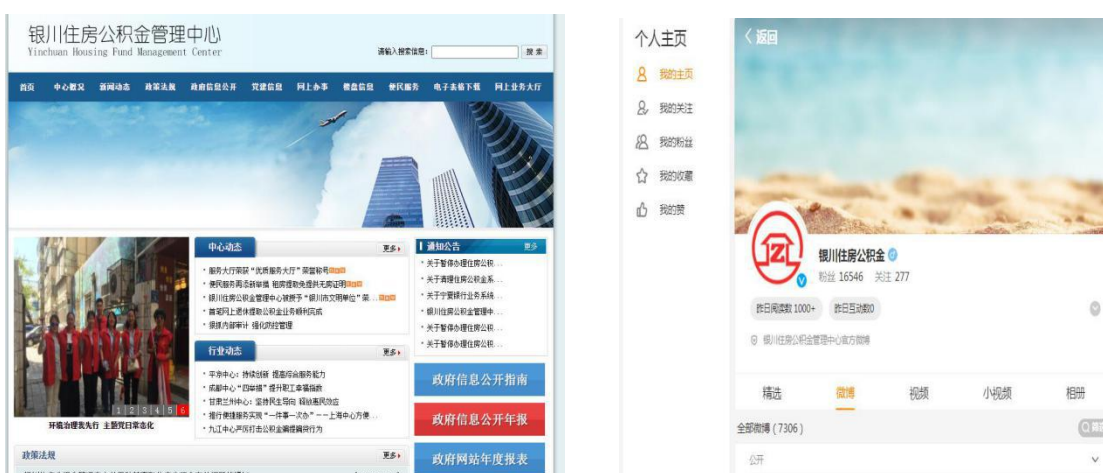 银川住房公积金管理中心
Yinchuan Housing Fund Management Center
请输入搜索信息:
搜 索
首页 中心概况 新闻动态 政策法规 政府信息公开 党建信息 网上办事 楼盘信息 便民服务 电子表格下载 网上业务大厅
中心动态 更多
· 服务大厅荣获“优质服务大厅”荣誉称号
· 便民服务再添新举措 租房提取免提供无房证明
· 银川住房公积金管理中心被授予“银川市文明单位”荣...
· 首笔网上退休提取公积金业务顺利完成
· 狠抓内部审计 强化防控管理
行业动态 更多
· 平凉中心：持续创新 提高综合服务能力
· 成都中心“四举措”提升职工幸福指数
· 甘肃兰州中心：坚持民生导向 释放惠民效应
· 推行便捷服务实现“一件事一次办”——上海中心方便...
· 九江中心严厉打击公积金骗提骗贷行为
1 2 3 4 5 6
环境治理我先行 主题党日常态化
通知公告 更多
· 关于暂停办理住房公积...
· 关于清理住房公积金系...
· 关于宁夏银行业务系统...
· 银川住房公积金管理中...
· 关于暂停办理住房公积...
· 关于暂停办理住房公积...
政府信息公开指南
政府信息公开年报
政府网站年度报表
政策法规 更多
个人主页
我的主页
我的关注
我的粉丝
我的收藏
我的赞
返回
银川住房公积金
粉丝 16546 关注 277
昨日阅读数 1000+ 昨日互动数0
银川住房公积金管理中心官方微博
精选 微博 视频 小视频 相册
全部微博 ( 7306 )
公开